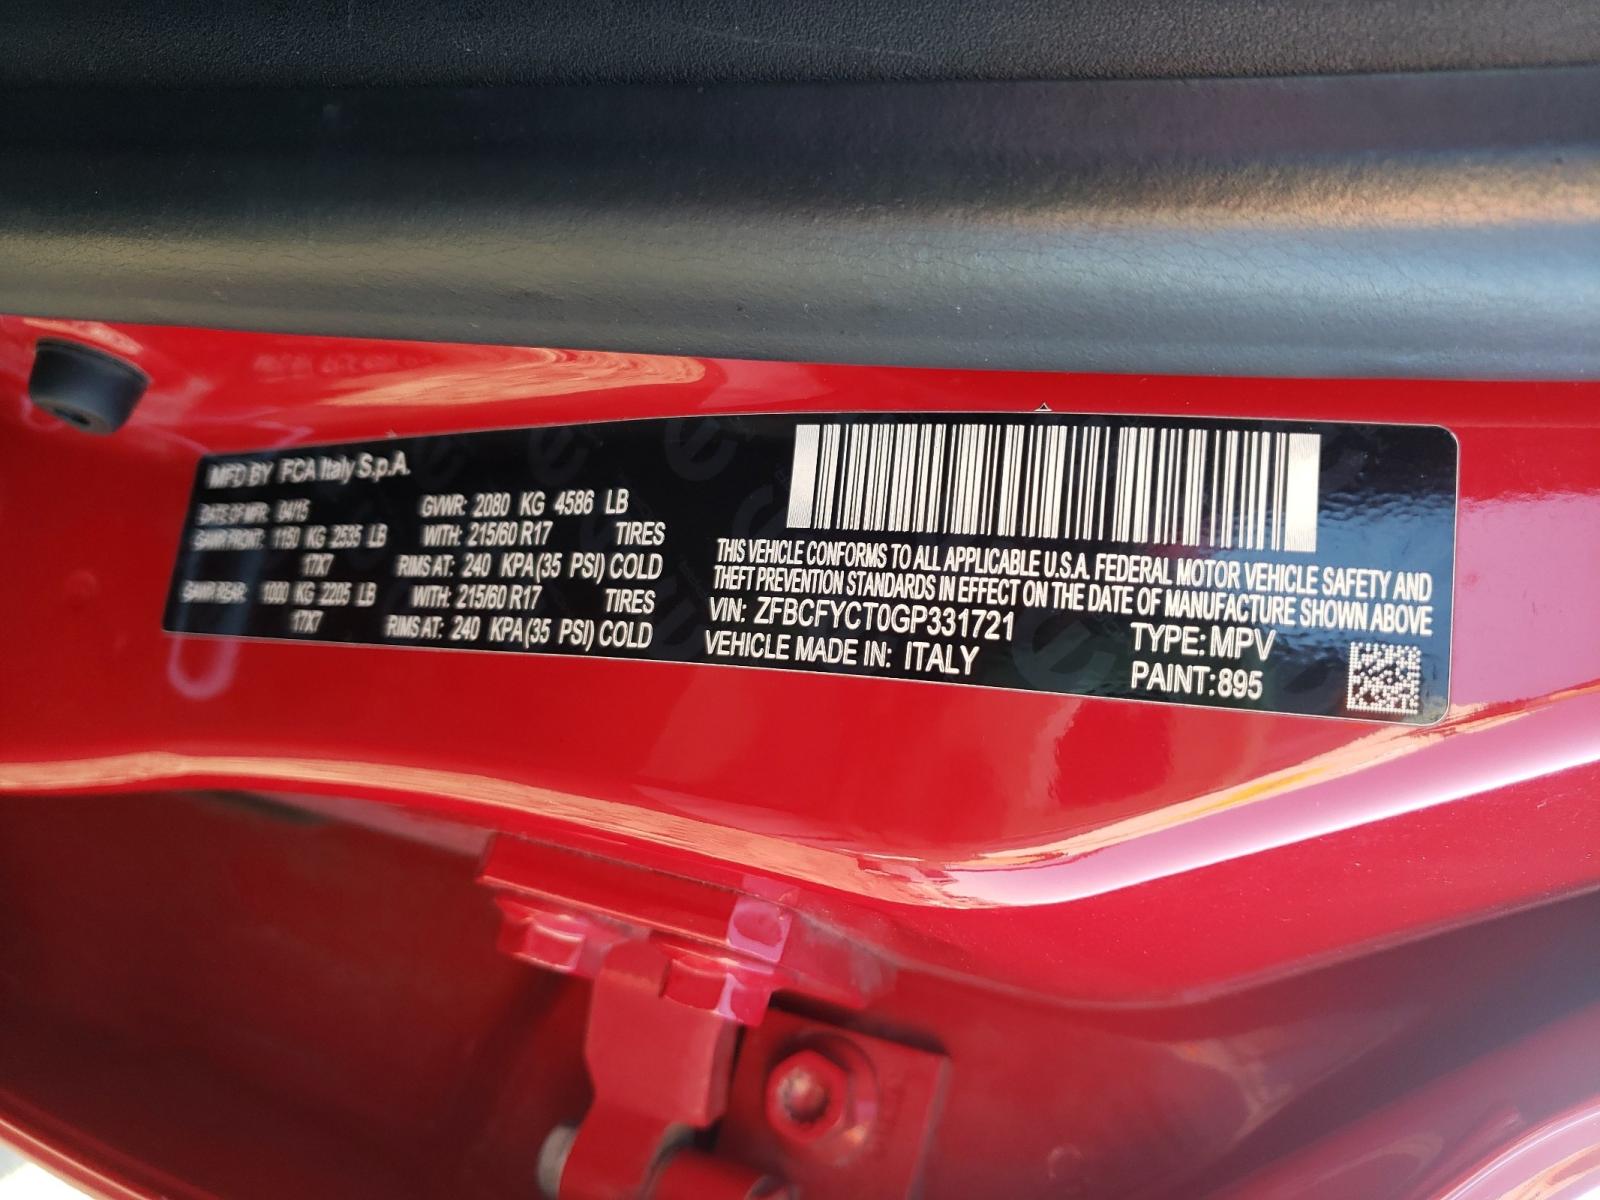 MFD BY FCA Italy S.p.A.
DATE OF MFR: 04/15 GVWR: 2080 KG 4586 LB
GAWR FRONT: 1150 KG 2535 LB WITH: 215/60 R17 TIRES
17X7 RIMS AT: 240 KPA(35 PSI) COLD
GAWR REAR: 1000 KG 2205 LB WITH: 215/60 R17 TIRES
17X7 RIMS AT: 240 KPA(35 PSI) COLD
THIS VEHICLE CONFORMS TO ALL APPLICABLE U.S.A. FEDERAL MOTOR VEHICLE SAFETY AND
THEFT PREVENTION STANDARDS IN EFFECT ON THE DATE OF MANUFACTURE SHOWN ABOVE
VIN: ZFBCFYCT0GP331721 TYPE: MPV
VEHICLE MADE IN: ITALY PAINT: 895